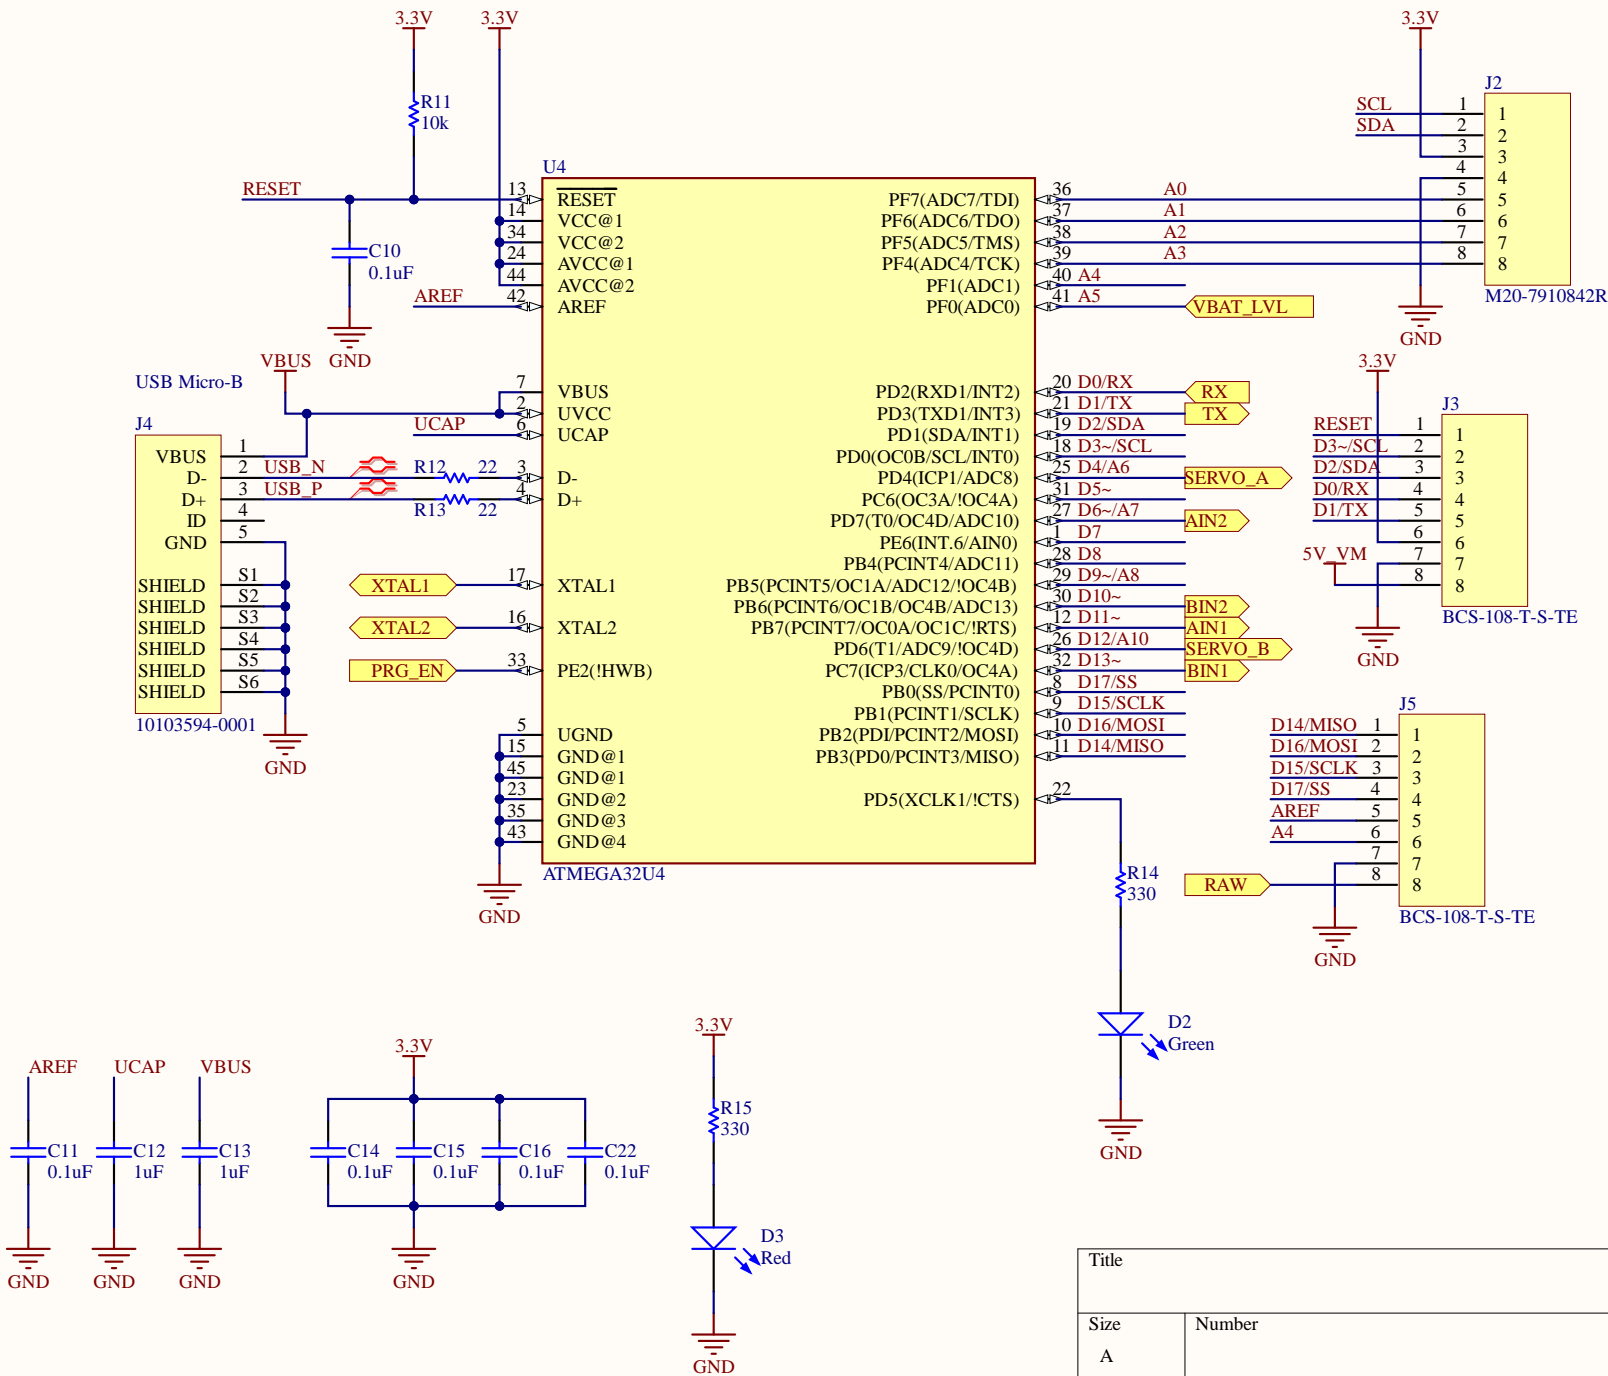 3.3V
3.3V
R11
10k
RESET
C10
0.1uF
GND
AREF
UCAP
VBUS
USB Micro-B
J4
VBUS 1
D- 2 USB_N
D+ 3 USB_P
ID 4
GND 5
SHIELD S1
SHIELD S2
SHIELD S3
SHIELD S4
SHIELD S5
SHIELD S6
10103594-0001
GND
R12 22
R13 22
XTAL1
XTAL2
PRG_EN
GND
U4
13 RESET
14 VCC@1
34 VCC@2
24 AVCC@1
44 AVCC@2
42 AREF
7 VBUS
2 UVCC
6 UCAP
3 D-
4 D+
17 XTAL1
16 XTAL2
33 PE2(!HWB)
5 UGND
15 GND@1
45 GND@1
23 GND@2
35 GND@3
43 GND@4
ATMEGA32U4
PF7(ADC7/TDI) 36 A0
PF6(ADC6/TDO) 37 A1
PF5(ADC5/TMS) 38 A2
PF4(ADC4/TCK) 39 A3
PF1(ADC1) 40 A4
PF0(ADC0) 41 A5 VBAT_LVL
PD2(RXD1/INT2) 20 D0/RX RX
PD3(TXD1/INT3) 21 D1/TX TX
PD1(SDA/INT1) 19 D2/SDA
PD0(OC0B/SCL/INT0) 18 D3~/SCL
PD4(ICP1/ADC8) 25 D4/A6 SERVO_A
PC6(OC3A/!OC4A) 31 D5~
PD7(T0/OC4D/ADC10) 27 D6~/A7 AIN2
PE6(INT.6/AIN0) 1 D7
PB4(PCINT4/ADC11) 28 D8
PB5(PCINT5/OC1A/ADC12/!OC4B) 29 D9~/A8
PB6(PCINT6/OC1B/OC4B/ADC13) 30 D10~ BIN2
PB7(PCINT7/OC0A/OC1C/!RTS) 12 D11~ AIN1
PD6(T1/ADC9/!OC4D) 26 D12/A10 SERVO_B
PC7(ICP3/CLK0/OC4A) 32 D13~ BIN1
PB0(SS/PCINT0) 8 D17/SS
PB1(PCINT1/SCLK) 9 D15/SCLK
PB2(PDI/PCINT2/MOSI) 10 D16/MOSI
PB3(PD0/PCINT3/MISO) 11 D14/MISO
PD5(XCLK1/!CTS) 22
R14
330
D2
Green
GND
3.3V
J2
SCL 1 1
SDA 2 2
3 3
4 4
5 5
6 6
7 7
8 8
M20-7910842R
GND
3.3V
J3
RESET 1 1
D3~/SCL 2 2
D2/SDA 3 3
D0/RX 4 4
D1/TX 5 5
6 6
7 7
5V_VM 8 8
BCS-108-T-S-TE
GND
J5
D14/MISO 1 1
D16/MOSI 2 2
D15/SCLK 3 3
D17/SS 4 4
AREF 5 5
A4 6 6
7 7
RAW 8 8
BCS-108-T-S-TE
GND
AREF
C11
0.1uF
GND
UCAP
C12
1uF
GND
VBUS
C13
1uF
GND
3.3V
C14
0.1uF
C15
0.1uF
C16
0.1uF
C22
0.1uF
GND
3.3V
R15
330
D3
Red
GND
Title
Size
A
Number